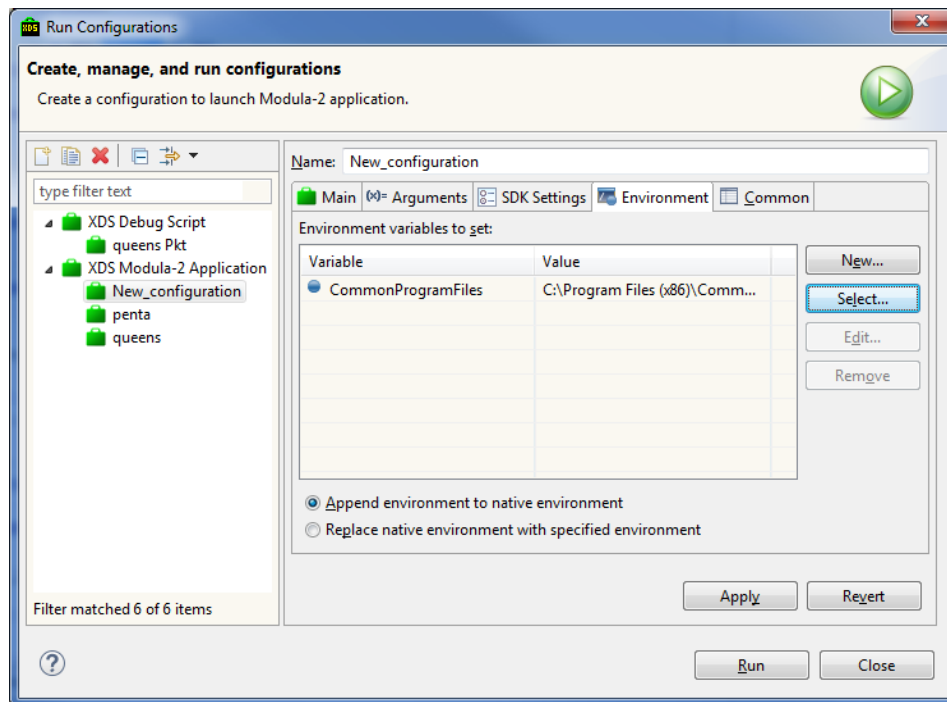 XDS Run Configurations
Create, manage, and run configurations
Create a configuration to launch Modula-2 application.
type filter text
XDS Debug Script
queens Pkt
XDS Modula-2 Application
New_configuration
penta
queens
Filter matched 6 of 6 items
Name: New_configuration
Main (x)= Arguments SDK Settings Environment Common
Environment variables to set:
Variable Value
CommonProgramFiles C:\Program Files (x86)\Comm...
New...
Select...
Edit...
Remove
Append environment to native environment
Replace native environment with specified environment
Apply Revert
? Run Close